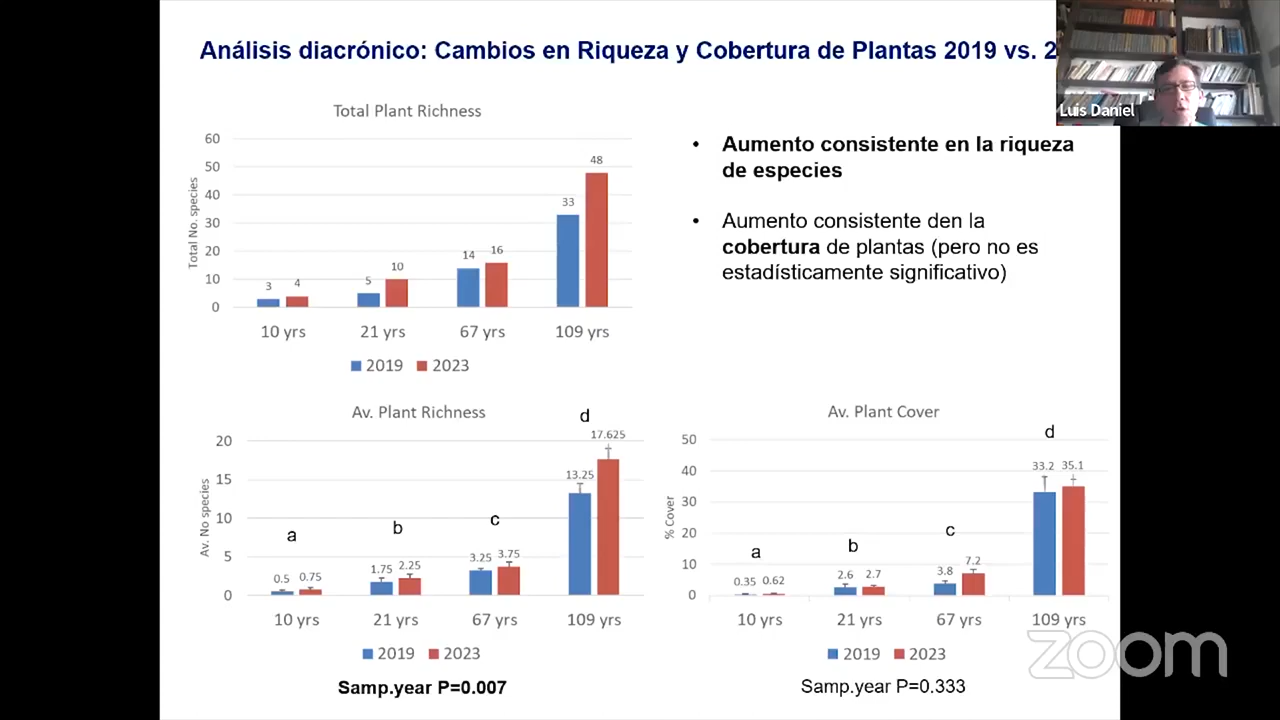 Análisis diacrónico: Cambios en Riqueza y Cobertura de Plantas 2019 vs. 2
Luis Daniel
Total Plant Richness
Total No. species
60
50
40
30
20
10
0
3 4 5 10 14 16 33 48
10 yrs 21 yrs 67 yrs 109 yrs
2019 2023
• Aumento consistente en la riqueza
de especies
• Aumento consistente den la
cobertura de plantas (pero no es
estadísticamente significativo)
Av. Plant Richness
Av. No species
20
15
10
5
0
a b c d
0.5 0.75 1.75 2.25 3.25 3.75 13.25 17.625
10 yrs 21 yrs 67 yrs 109 yrs
2019 2023
Samp.year P=0.007
Av. Plant Cover
% Cover
50
40
30
20
10
0
a b c d
0.35 0.62 2.6 2.7 3.8 7.2 33.2 35.1
10 yrs 21 yrs 67 yrs 109 yrs
2019 2023
Samp.year P=0.333
zoom